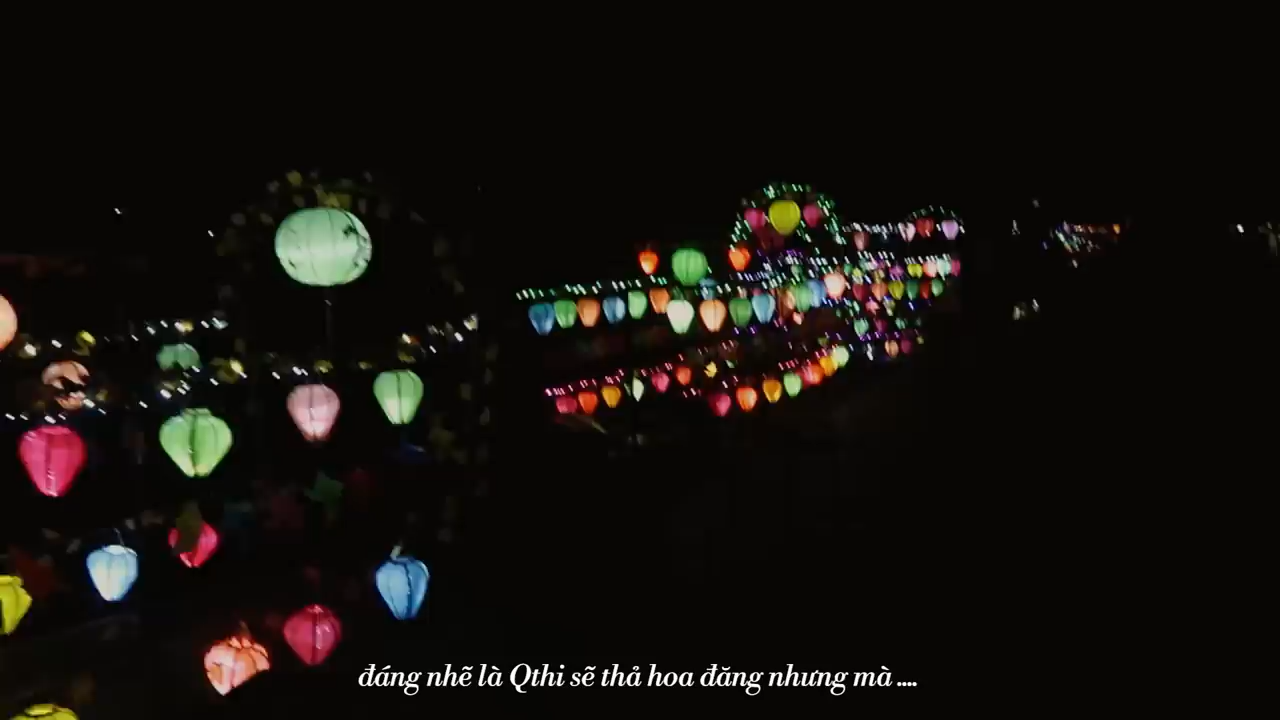 đáng nhẽ là Qthi sẽ thả hoa đăng nhưng mà ....